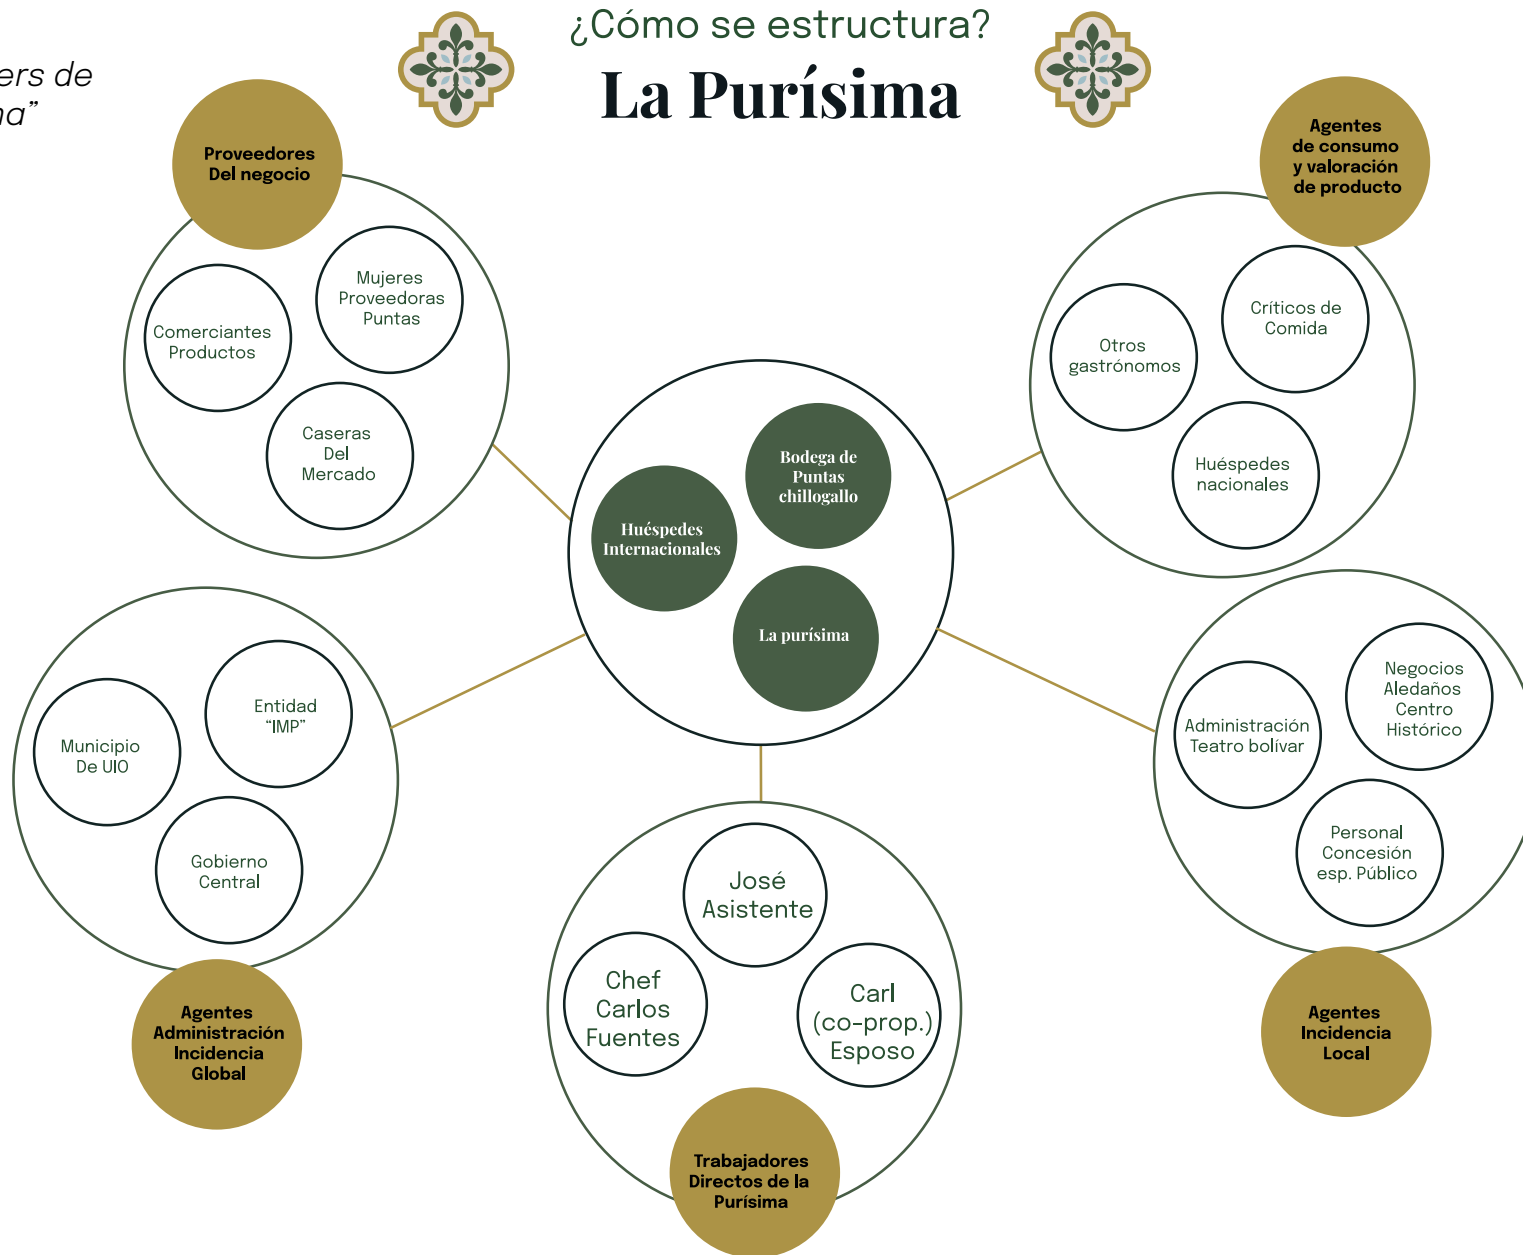 ¿Cómo se estructura?
La Purísima
ers de
na”
Proveedores
Del negocio
Comerciantes
Productos
Mujeres
Proveedoras
Puntas
Caseras
Del
Mercado
Agentes
de consumo
y valoración
de producto
Otros
gastrónomos
Críticos de
Comida
Huéspedes
nacionales
Huéspedes
Internacionales
Bodega de
Puntas
chillogallo
La purísima
Municipio
De UIO
Entidad
“IMP”
Gobierno
Central
Agentes
Administración
Incidencia
Global
José
Asistente
Chef
Carlos
Fuentes
Carl
(co-prop.)
Esposo
Trabajadores
Directos de la
Purísima
Administración
Teatro bolívar
Negocios
Aledaños
Centro
Histórico
Personal
Concesión
esp. Público
Agentes
Incidencia
Local